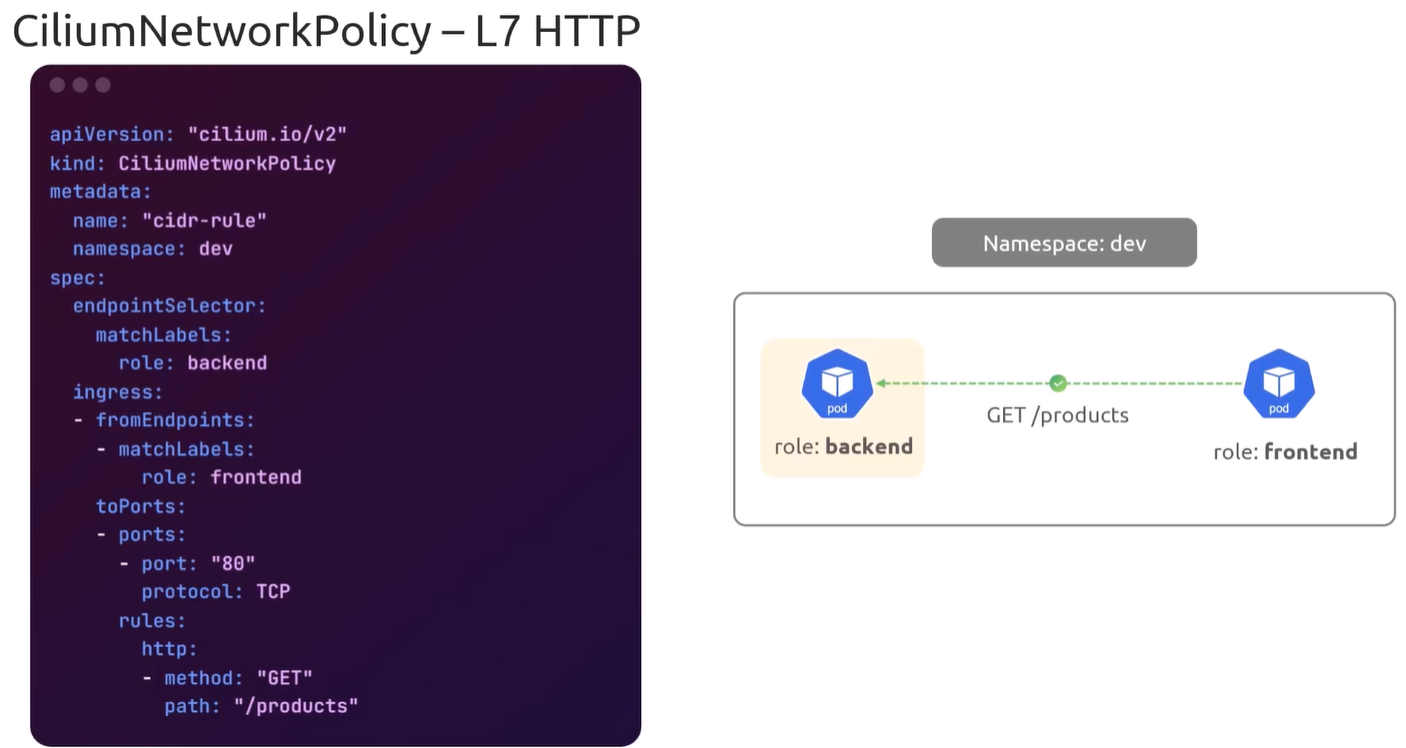 CiliumNetworkPolicy – L7 HTTP
apiVersion: "cilium.io/v2"
kind: CiliumNetworkPolicy
metadata:
  name: "cidr-rule"
  namespace: dev
spec:
  endpointSelector:
    matchLabels:
      role: backend
  ingress:
  - fromEndpoints:
    - matchLabels:
        role: frontend
    toPorts:
    - ports:
      - port: "80"
        protocol: TCP
      rules:
        http:
        - method: "GET"
          path: "/products"
Namespace: dev
pod
role: backend
GET /products
pod
role: frontend